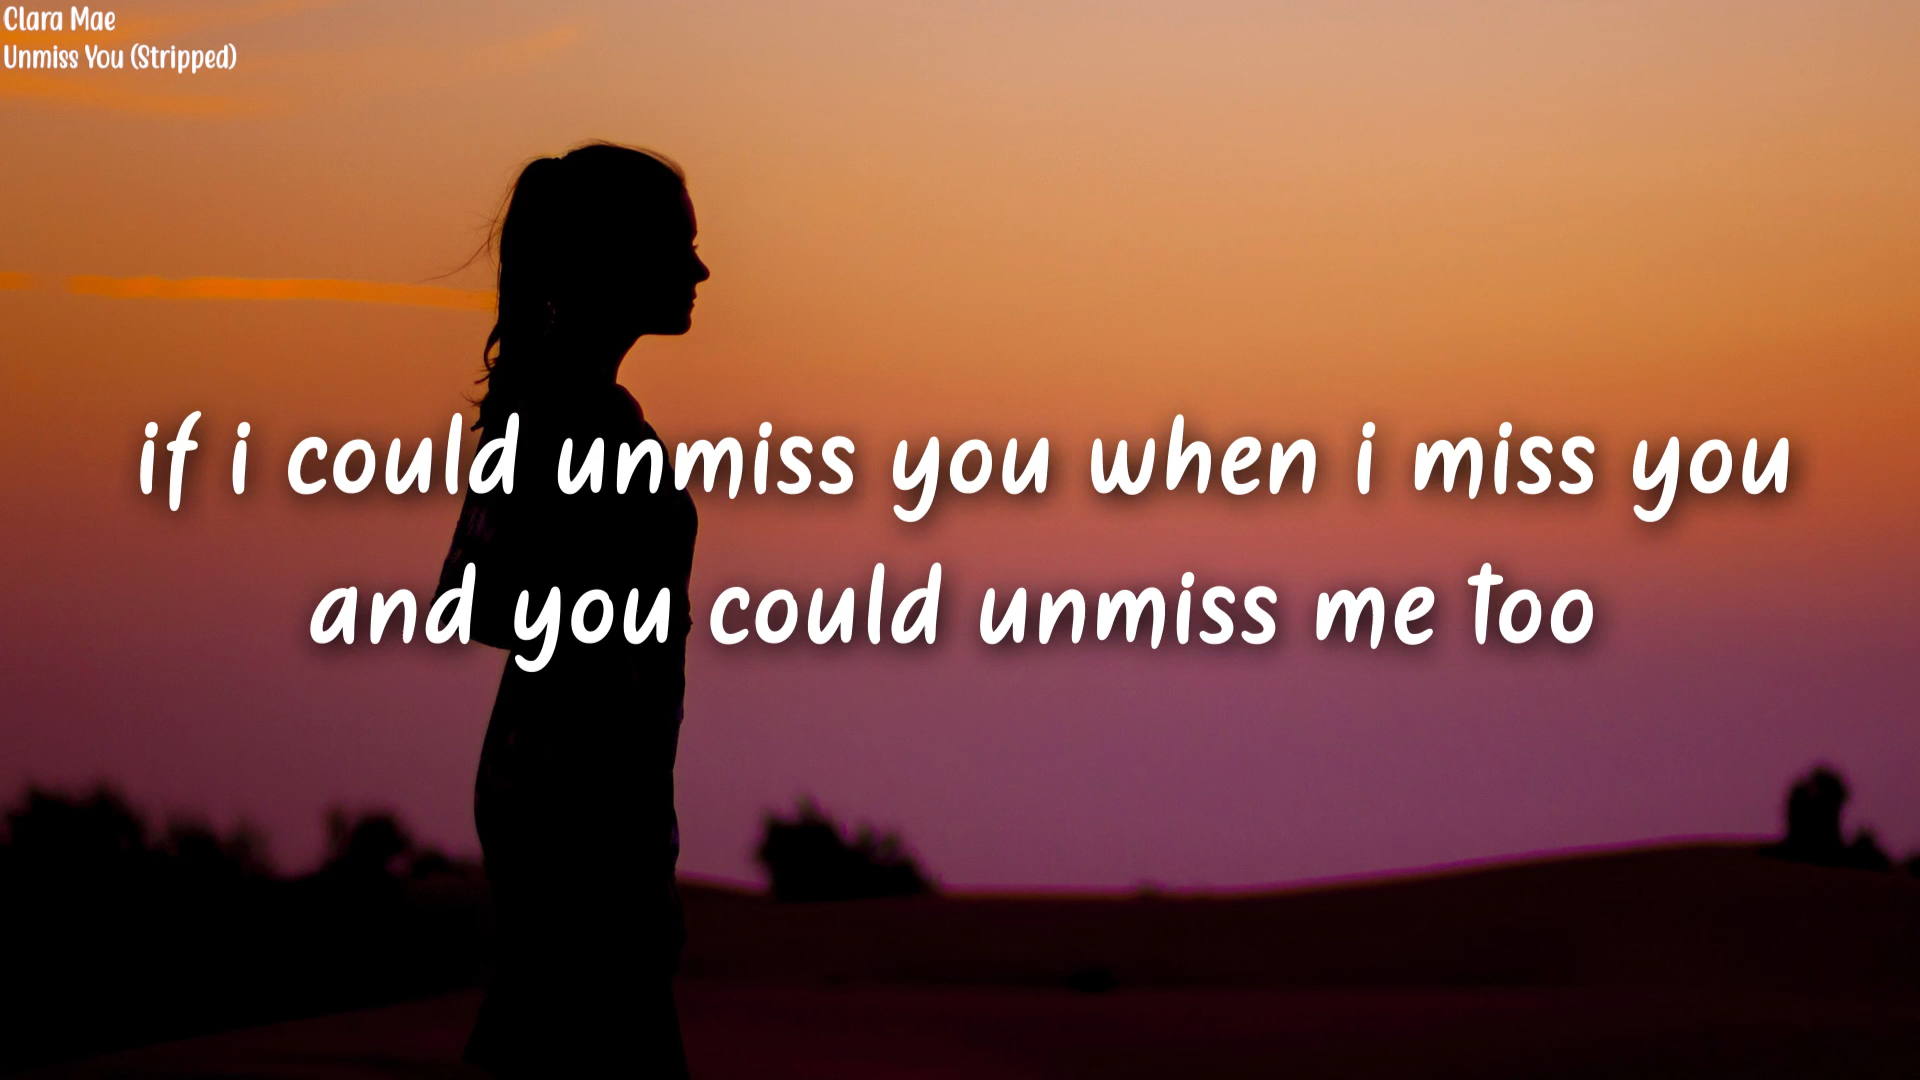 Clara Mae
Unmiss You (Stripped)
if i could unmiss you when i miss you
and you could unmiss me too